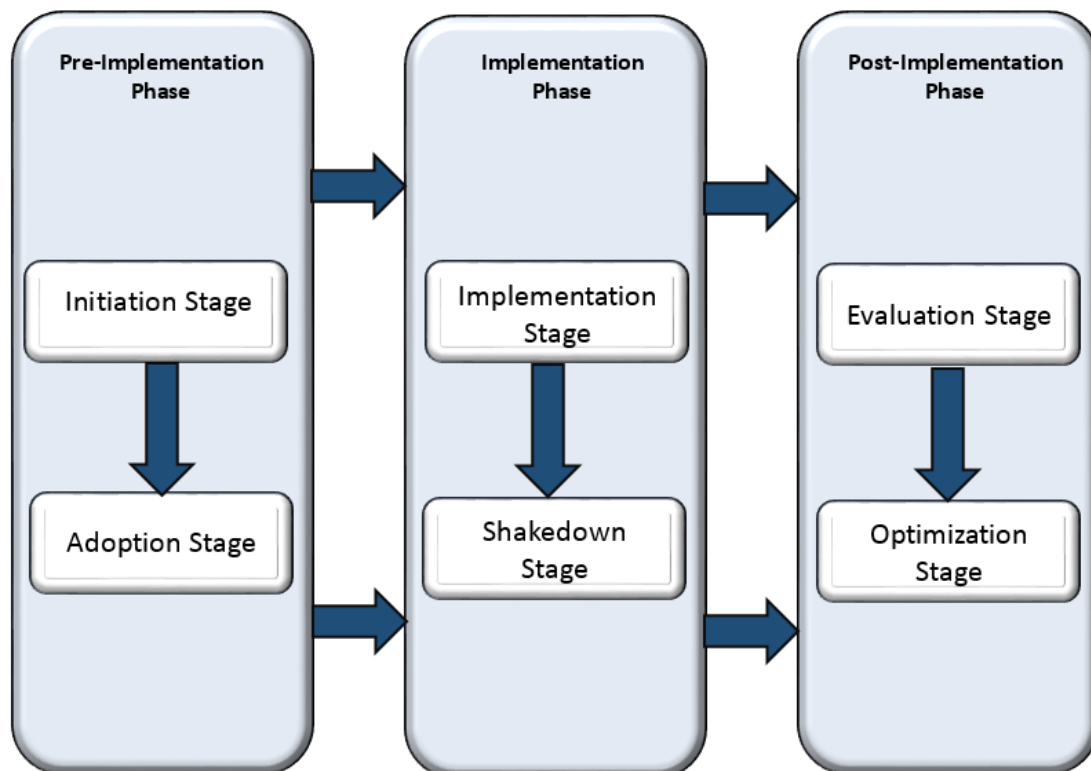 Pre-Implementation
Phase
Initiation Stage
Adoption Stage
Implementation
Phase
Implementation
Stage
Shakedown
Stage
Post-Implementation
Phase
Evaluation Stage
Optimization
Stage